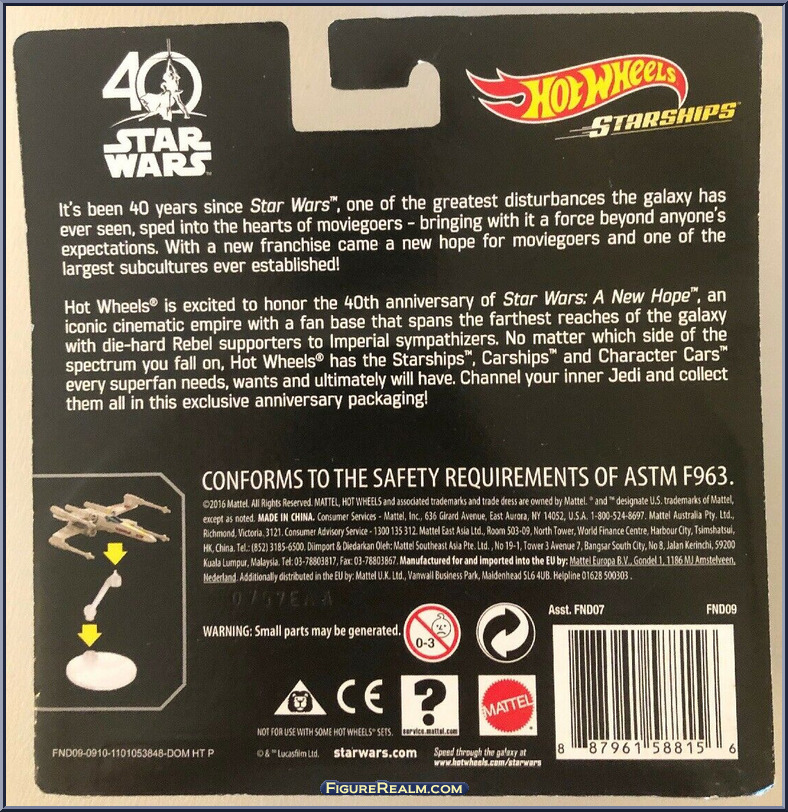 40
STAR
WARS™
HOT WHEELS
STARSHIPS™
It's been 40 years since Star Wars™, one of the greatest disturbances the galaxy has
ever seen, sped into the hearts of moviegoers – bringing with it a force beyond anyone's
expectations. With a new franchise came a new hope for moviegoers and one of the
largest subcultures ever established!
Hot Wheels® is excited to honor the 40th anniversary of Star Wars: A New Hope™, an
iconic cinematic empire with a fan base that spans the farthest reaches of the galaxy
with die-hard Rebel supporters to Imperial sympathizers. No matter which side of the
spectrum you fall on, Hot Wheels® has the Starships™, Carships™ and Character Cars™
every superfan needs, wants and ultimately will have. Channel your inner Jedi and collect
them all in this exclusive anniversary packaging!
CONFORMS TO THE SAFETY REQUIREMENTS OF ASTM F963.
©2016 Mattel. All Rights Reserved. MATTEL, HOT WHEELS and associated trademarks and trade dress are owned by Mattel. ® and ™ designate U.S. trademarks of Mattel,
except as noted. MADE IN CHINA. Consumer Services - Mattel, Inc., 636 Girard Avenue, East Aurora, NY 14052, U.S.A. 1-800-524-8697. Mattel Australia Pty. Ltd.,
Richmond, Victoria. 3121. Consumer Advisory Service - 1300 135 312. Mattel East Asia Ltd., Room 503-09, North Tower, World Finance Centre, Harbour City, Tsimshatsui,
HK, China. Tel.: (852) 3185-6500. Diimport & Diedarkan Oleh: Mattel Southeast Asia Pte. Ltd., No 19-1, Tower 3 Avenue 7, Bangsar South City, No 8, Jalan Kerinchi, 59200
Kuala Lumpur, Malaysia. Tel: 03-78803817, Fax: 03-78803867. Manufactured for and imported into the EU by: Mattel Europa B.V., Gondel 1, 1186 MJ Amstelveen,
Nederland. Additionally distributed in the EU by: Mattel U.K. Ltd., Vanwall Business Park, Maidenhead SL6 4UB. Helpline 01628 500303.
WARNING: Small parts may be generated.
0-3
Asst. FND07 FND09
CE
?
service.mattel.com
MATTEL
NOT FOR USE WITH SOME HOT WHEELS® SETS.
8 87961 58815 6
FND09-0910-1101053848-DOM HT P
© & ™ Lucasfilm Ltd. starwars.com
Speed through the galaxy at
www.hotwheels.com/starwars
FIGUREREALM.COM